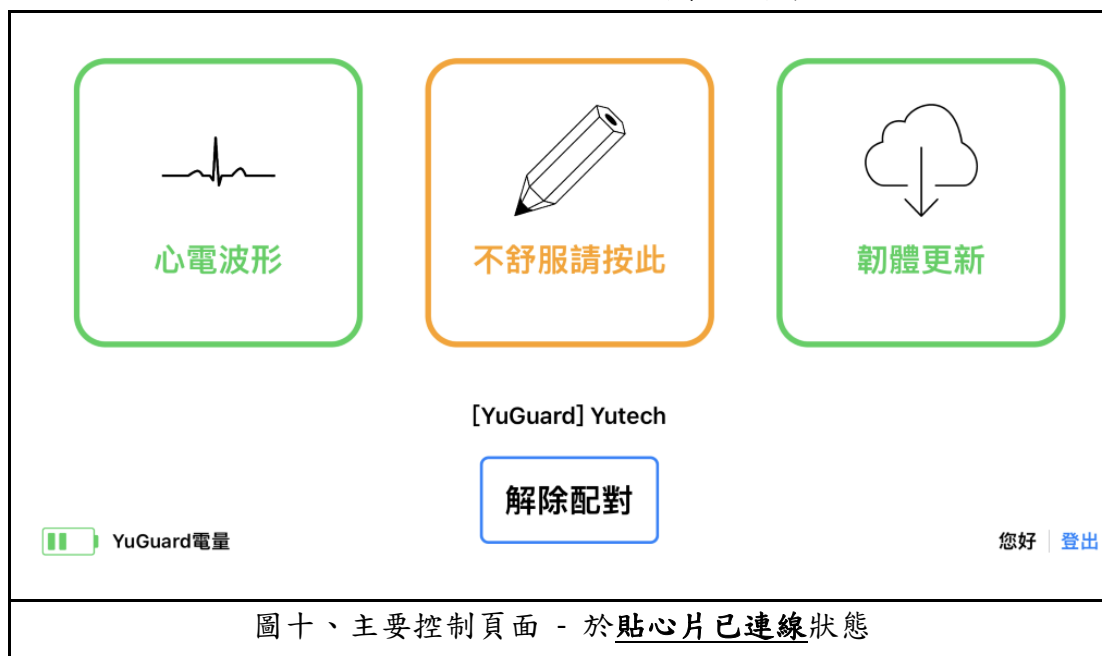 心電波形
不舒服請按此
韌體更新
[YuGuard] Yutech
解除配對
YuGuard電量
您好 登出
圖十、主要控制頁面 - 於貼心片已連線狀態